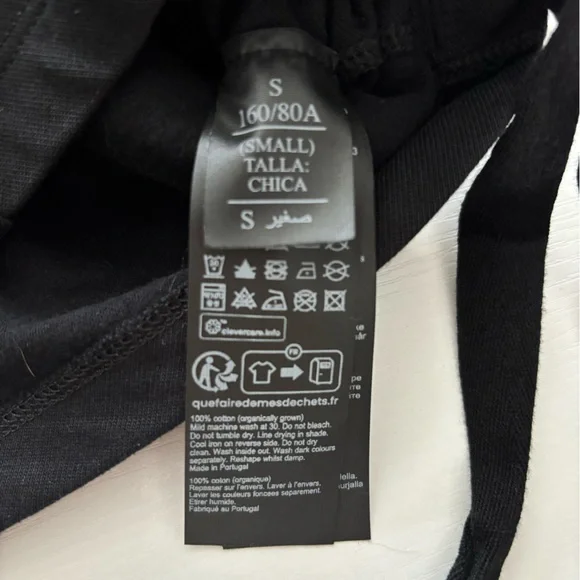 S
160/80A
(SMALL)
TALLA:
CHICA
S صغير
clevercare.info
FR
quefairedemesdechets.fr
100% cotton (organically grown)
Mild machine wash at 30. Do not bleach.
Do not tumble dry. Line drying in shade.
Cool iron on reverse side. Do not dry
clean. Wash inside out. Wash dark colours
separately. Reshape whilst damp.
Made in Portugal
100% coton (organique)
Repasser sur l'envers. À laver à l'envers.
Laver les couleurs foncées separement.
Etirer humide.
Fabriqué au Portugal